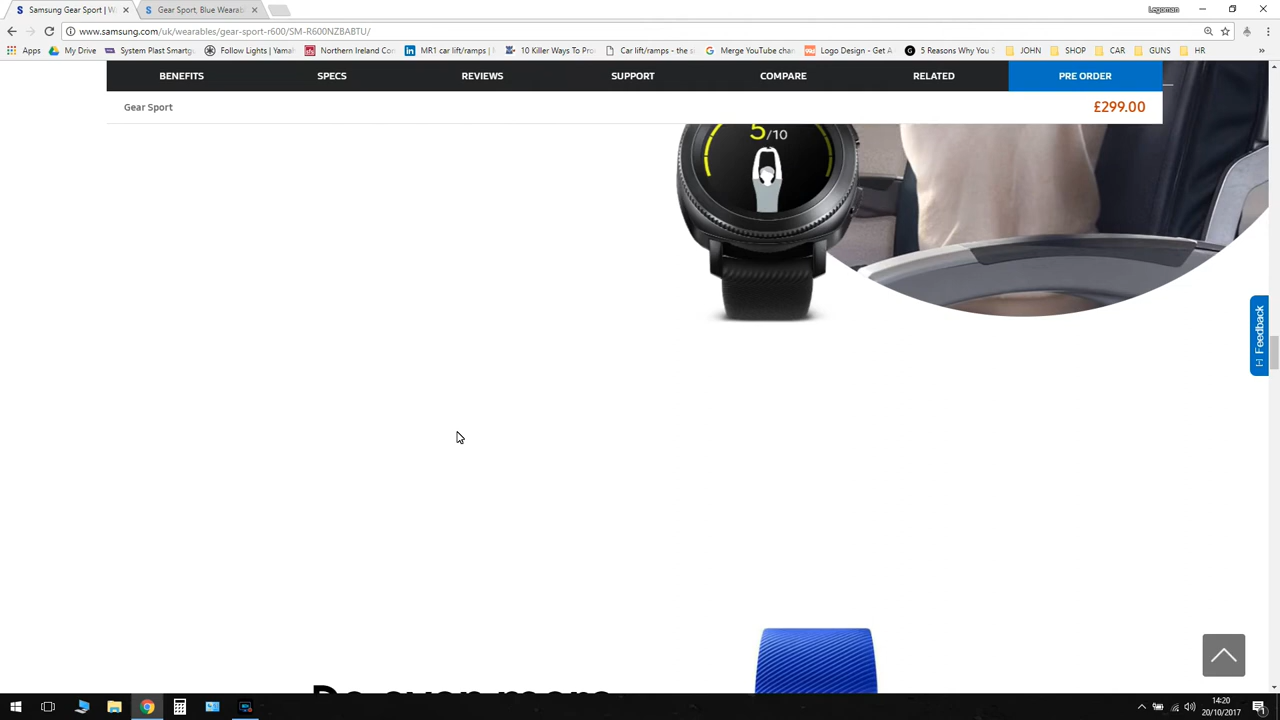 Samsung Gear Sport | W
Gear Sport, Blue Wearab
Legoman
www.samsung.com/uk/wearables/gear-sport-r600/SM-R600NZBABTU/
Apps
My Drive
System Plast Smartg
Follow Lights | Yama
Northern Ireland Con
MR1 car lift/ramps -
10 Killer Ways To Pro
Car lift/ramps - the s
Merge YouTube chan
Logo Design - Get A
5 Reasons Why You S
JOHN
SHOP
CAR
GUNS
HR
BENEFITS
SPECS
REVIEWS
SUPPORT
COMPARE
RELATED
PRE ORDER
Gear Sport
£299.00
5/10
Feedback
Do even more
14:20
20/10/2017